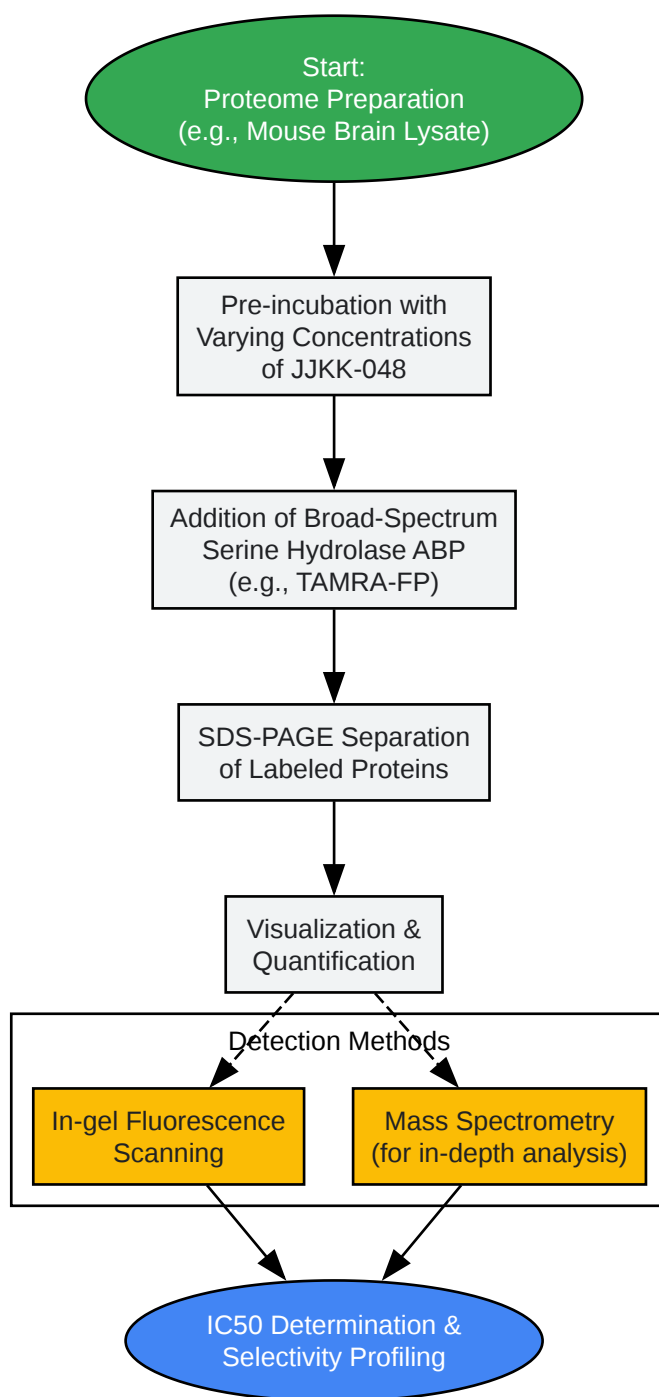 Start:
Proteome Preparation
(e.g., Mouse Brain Lysate)
Pre-incubation with
Varying Concentrations
of JJKK-048
Addition of Broad-Spectrum
Serine Hydrolase ABP
(e.g., TAMRA-FP)
SDS-PAGE Separation
of Labeled Proteins
Visualization &
Quantification
Detection Methods
In-gel Fluorescence
Scanning
Mass Spectrometry
(for in-depth analysis)
IC50 Determination &
Selectivity Profiling